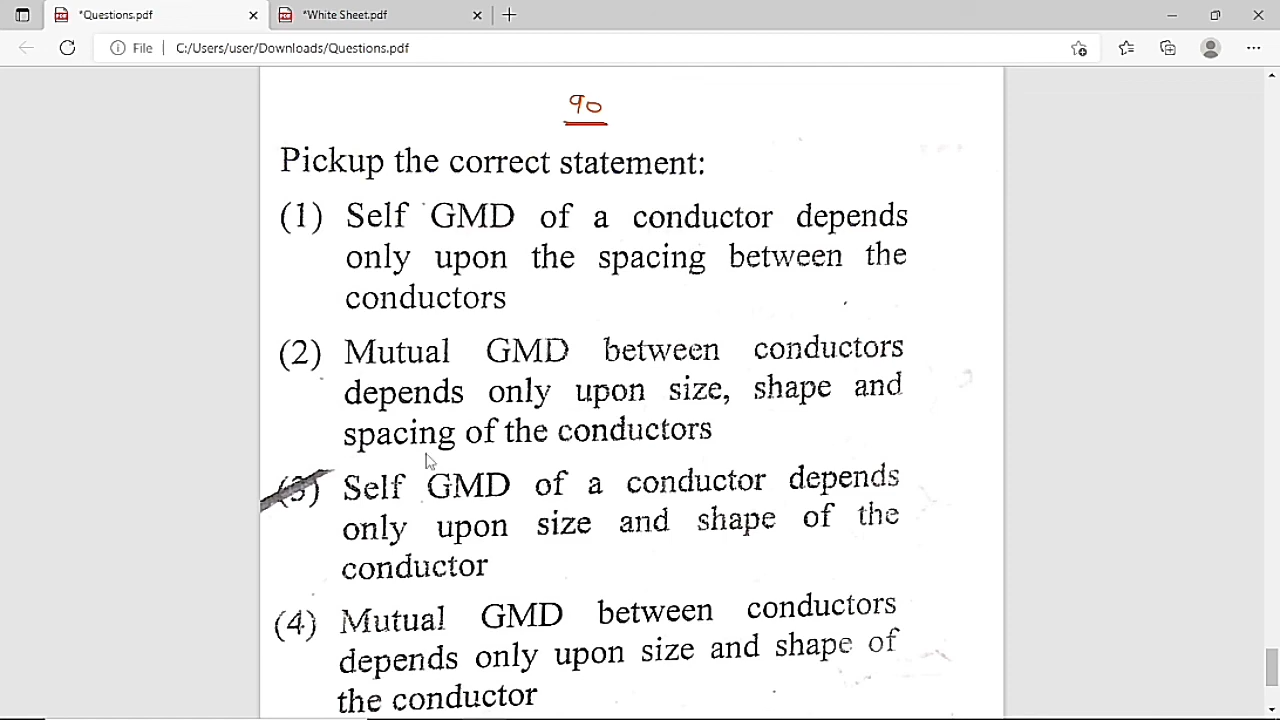 *Questions.pdf
*White Sheet.pdf
File
C:/Users/user/Downloads/Questions.pdf
90
Pickup the correct statement:
(1) Self GMD of a conductor depends
only upon the spacing between the
conductors
(2) Mutual GMD between conductors
depends only upon size, shape and
spacing of the conductors
(3) Self GMD of a conductor depends
only upon size and shape of the
conductor
(4) Mutual GMD between conductors
depends only upon size and shape of
the conductor